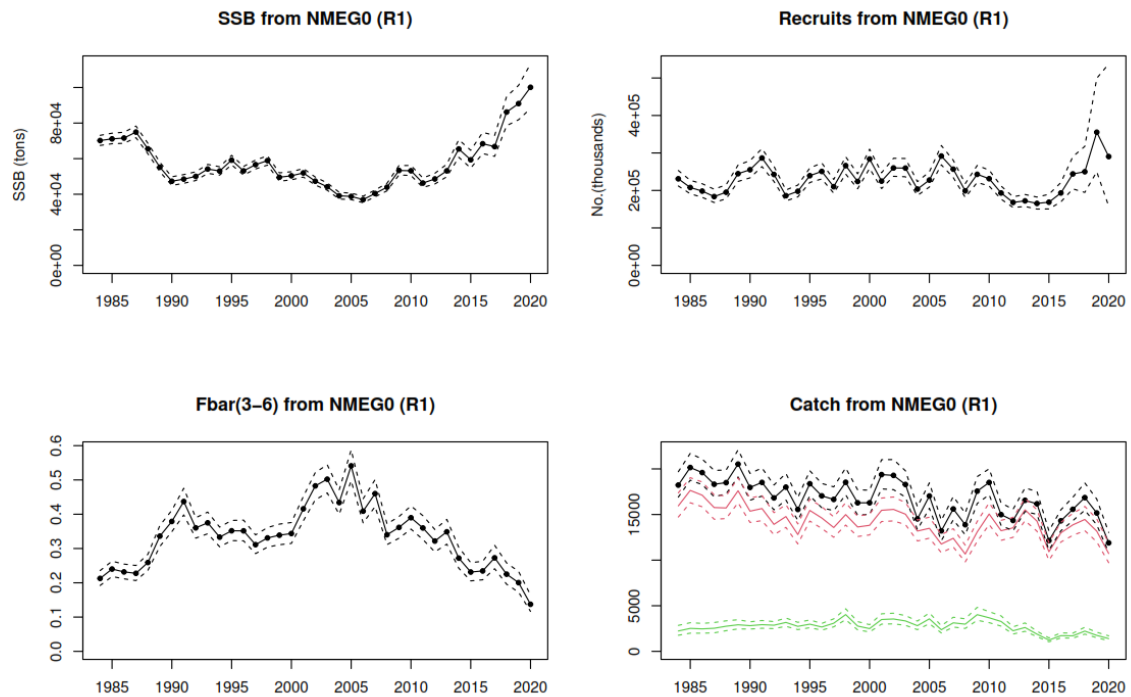 SSB from NMEG0 (R1)
SSB (tons)
0e+00
4e+04
8e+04
1985 1990 1995 2000 2005 2010 2015 2020
Recruits from NMEG0 (R1)
No.(thousands)
0e+00
2e+05
4e+05
1985 1990 1995 2000 2005 2010 2015 2020
Fbar(3−6) from NMEG0 (R1)
0.0
0.1
0.2
0.3
0.4
0.5
0.6
1985 1990 1995 2000 2005 2010 2015 2020
Catch from NMEG0 (R1)
0
5000
15000
1985 1990 1995 2000 2005 2010 2015 2020